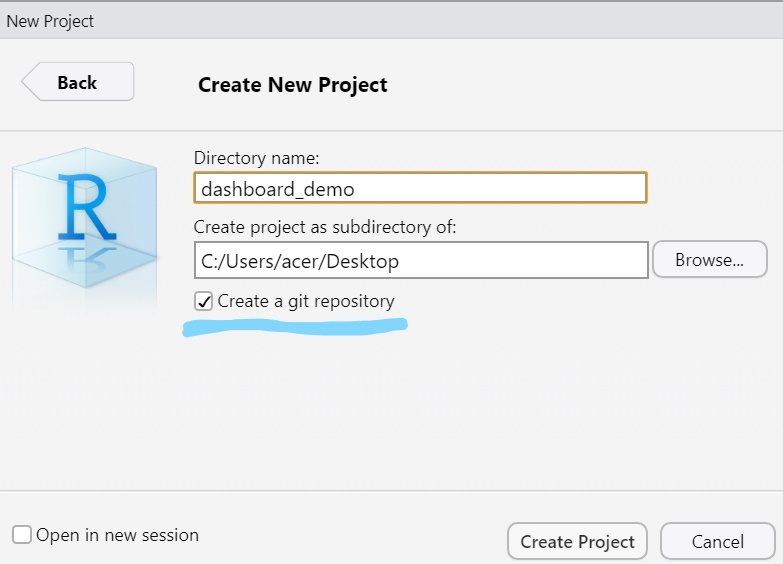 New Project
Back
Create New Project
R
Directory name:
dashboard_demo
Create project as subdirectory of:
C:/Users/acer/Desktop
Browse...
Create a git repository
Open in new session
Create Project
Cancel